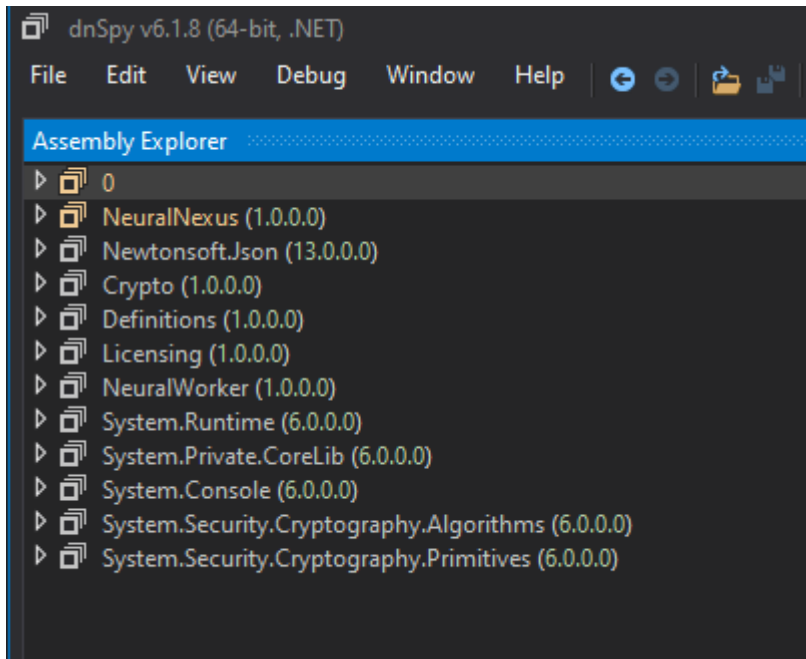 dnSpy v6.1.8 (64-bit, .NET)
File Edit View Debug Window Help
Assembly Explorer
0
NeuralNexus (1.0.0.0)
Newtonsoft.Json (13.0.0.0)
Crypto (1.0.0.0)
Definitions (1.0.0.0)
Licensing (1.0.0.0)
NeuralWorker (1.0.0.0)
System.Runtime (6.0.0.0)
System.Private.CoreLib (6.0.0.0)
System.Console (6.0.0.0)
System.Security.Cryptography.Algorithms (6.0.0.0)
System.Security.Cryptography.Primitives (6.0.0.0)